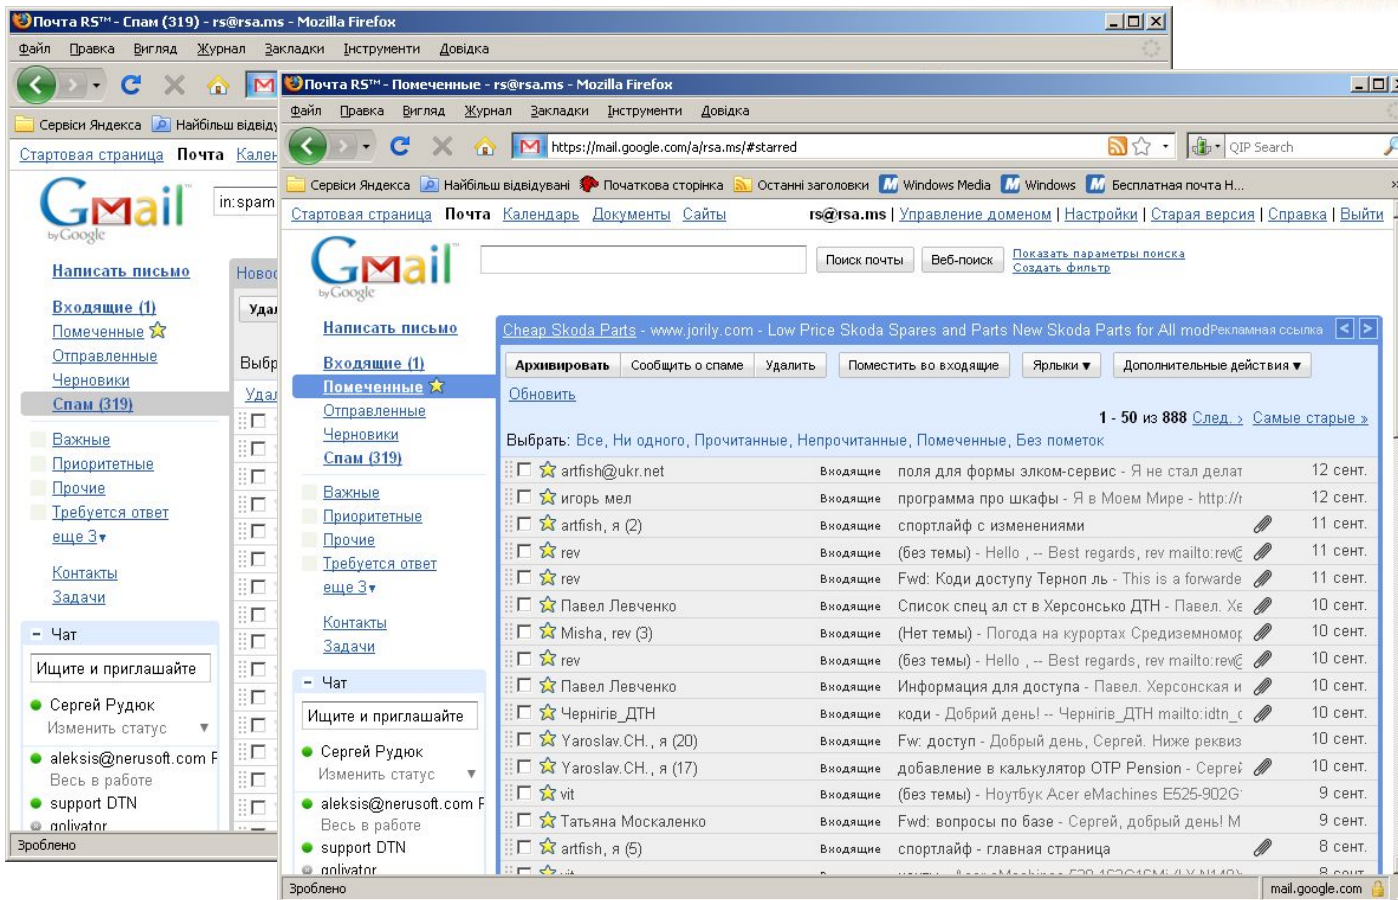 Почта RS™ - Спам (319) - rs@rsa.ms - Mozilla Firefox
Файл Правка Вигляд Журнал Закладки Інструменти Довідка
Сервіси Яндекса Найбільш відвіду
Стартовая страница Почта Кален
Gmail
by Google
in:spam
Написать письмо
Новос
Входящие (1)
Удал
Помеченные
Отправленные
Выбр
Черновики
Удал
Спам (319)
Важные
Приоритетные
Прочие
Требуется ответ
еще 3▾
Контакты
Задачи
– Чат
Ищите и приглашайте
Сергей Рудюк
Изменить статус ▼
aleksis@nerusoft.com
Весь в работе
support DTN
golivator
Зроблено
Почта RS™ - Помеченные - rs@rsa.ms - Mozilla Firefox
Файл Правка Вигляд Журнал Закладки Інструменти Довідка
https://mail.google.com/a/rsa.ms/#starred QIP Search
Сервіси Яндекса Найбільш відвідувані Початкова сторінка Останні заголовки Windows Media Windows Бесплатная почта H... »
Стартовая страница Почта Календарь Документы Сайты rs@rsa.ms | Управление доменом | Настройки | Старая версия | Справка | Выйти
Gmail™
by Google
Поиск почты Веб-поиск Показать параметры поиска
Создать фильтр
Написать письмо
Входящие (1)
Помеченные
Отправленные
Черновики
Спам (319)
Важные
Приоритетные
Прочие
Требуется ответ
еще 3▾
Контакты
Задачи
– Чат
Ищите и приглашайте
Сергей Рудюк
Изменить статус ▼
aleksis@nerusoft.com
Весь в работе
support DTN
golivator
Cheap Skoda Parts - www.jorily.com - Low Price Skoda Spares and Parts New Skoda Parts for All mod Рекламная ссылка < >
Архивировать Сообщить о спаме Удалить Поместить во входящие Ярлыки ▼ Дополнительные действия ▼
Обновить
1 - 50 из 888 След. › Самые старые »
Выбрать: Все, Ни одного, Прочитанные, Непрочитанные, Помеченные, Без пометок
artfish@ukr.net Входящие поля для формы элком-сервис - Я не стал делат 12 сент.
игорь мел Входящие программа про шкафы - Я в Моем Мире - http:// 12 сент.
artfish, я (2) Входящие спортлайф с изменениями 11 сент.
rev Входящие (без темы) - Hello , -- Best regards, rev mailto:rev@ 11 сент.
rev Входящие Fwd: Коди доступу Терноп ль - This is a forwarde 11 сент.
Павел Левченко Входящие Список спец ал ст в Херсонсько ДТН - Павел. Хе 10 сент.
Misha, rev (3) Входящие (Нет темы) - Погода на курортах Средиземномор 10 сент.
rev Входящие (без темы) - Hello , -- Best regards, rev mailto:rev@ 10 сент.
Павел Левченко Входящие Информация для доступа - Павел. Херсонская и 10 сент.
Чернігів_ДТН Входящие коди - Добрий день! -- Чернігів_ДТН mailto:idtn_c 10 сент.
Yaroslav.CH., я (20) Входящие Fw: доступ - Добрый день, Сергей. Ниже реквиз 10 сент.
Yaroslav.CH., я (17) Входящие добавление в калькулятор OTP Pension - Сергей 10 сент.
vit Входящие (без темы) - Ноутбук Acer eMachines E525-902G 9 сент.
Татьяна Москаленко Входящие Fwd: вопросы по базе - Сергей, добрый день! М 9 сент.
artfish, я (5) Входящие спортлайф - главная страница 8 сент.
Зроблено mail.google.com